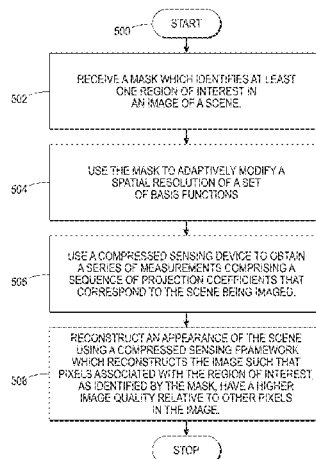 500
START
502
RECEIVE A MASK WHICH IDENTIFIES AT LEAST
ONE REGION OF INTEREST IN
AN IMAGE OF A SCENE.
504
USE THE MASK TO ADAPTIVELY MODIFY A
SPATIAL RESOLUTION OF A SET
OF BASIS FUNCTIONS
506
USE A COMPRESSED SENSING DEVICE TO OBTAIN
A SERIES OF MEASUREMENTS COMPRISING A
SEQUENCE OF PROJECTION COEFFICIENTS THAT
CORRESPOND TO THE SCENE BEING IMAGED.
508
RECONSTRUCT AN APPEARANCE OF THE SCENE
USING A COMPRESSED SENSING FRAMEWORK
WHICH RECONSTRUCTS THE IMAGE SUCH THAT
PIXELS ASSOCIATED WITH THE REGION OF INTEREST,
AS IDENTIFIED BY THE MASK, HAVE A HIGHER
IMAGE QUALITY RELATIVE TO OTHER PIXELS
IN THE IMAGE.
STOP